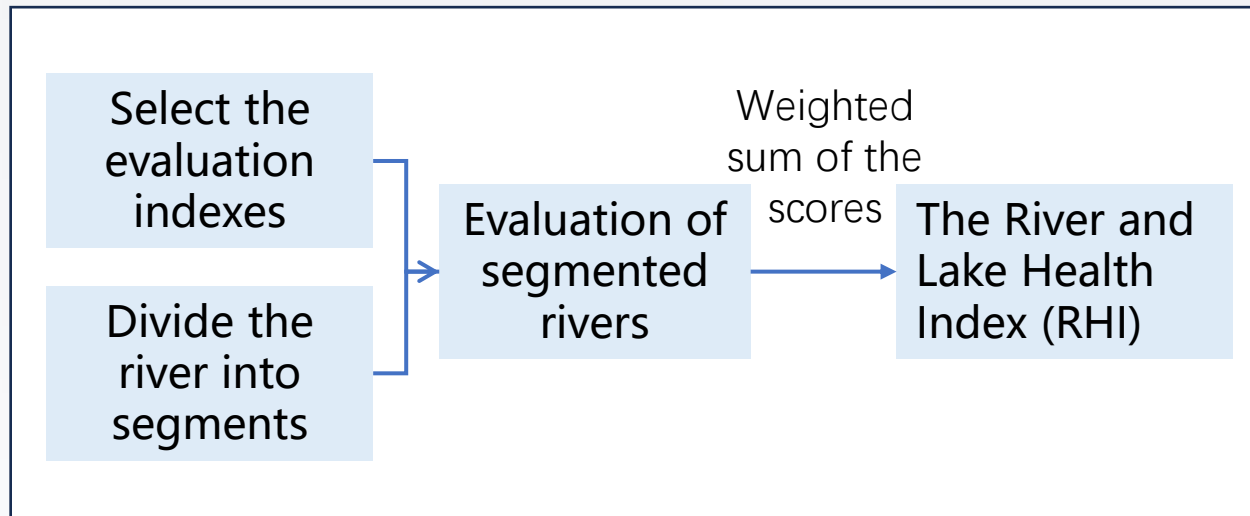 Select the
evaluation
indexes
Divide the
river into
segments
Evaluation of
segmented
rivers
Weighted
sum of the
scores
The River and
Lake Health
Index (RHI)